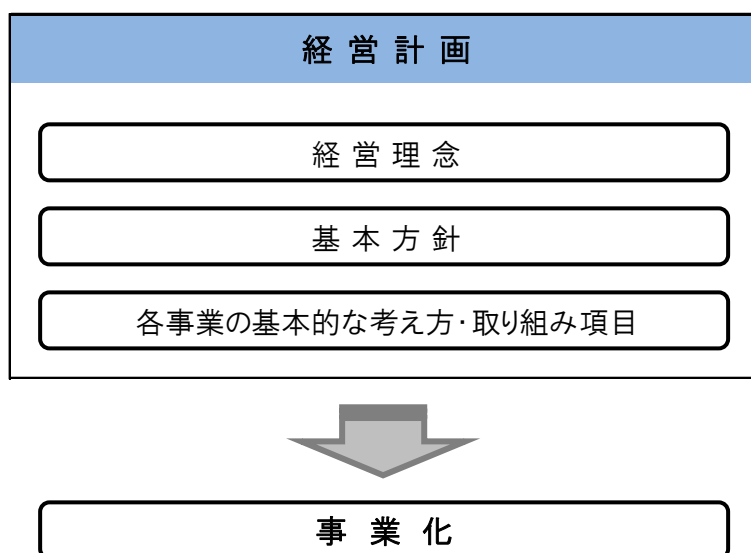 経営計画
経営理念
基本方針
各事業の基本的な考え方・取り組み項目
事業化